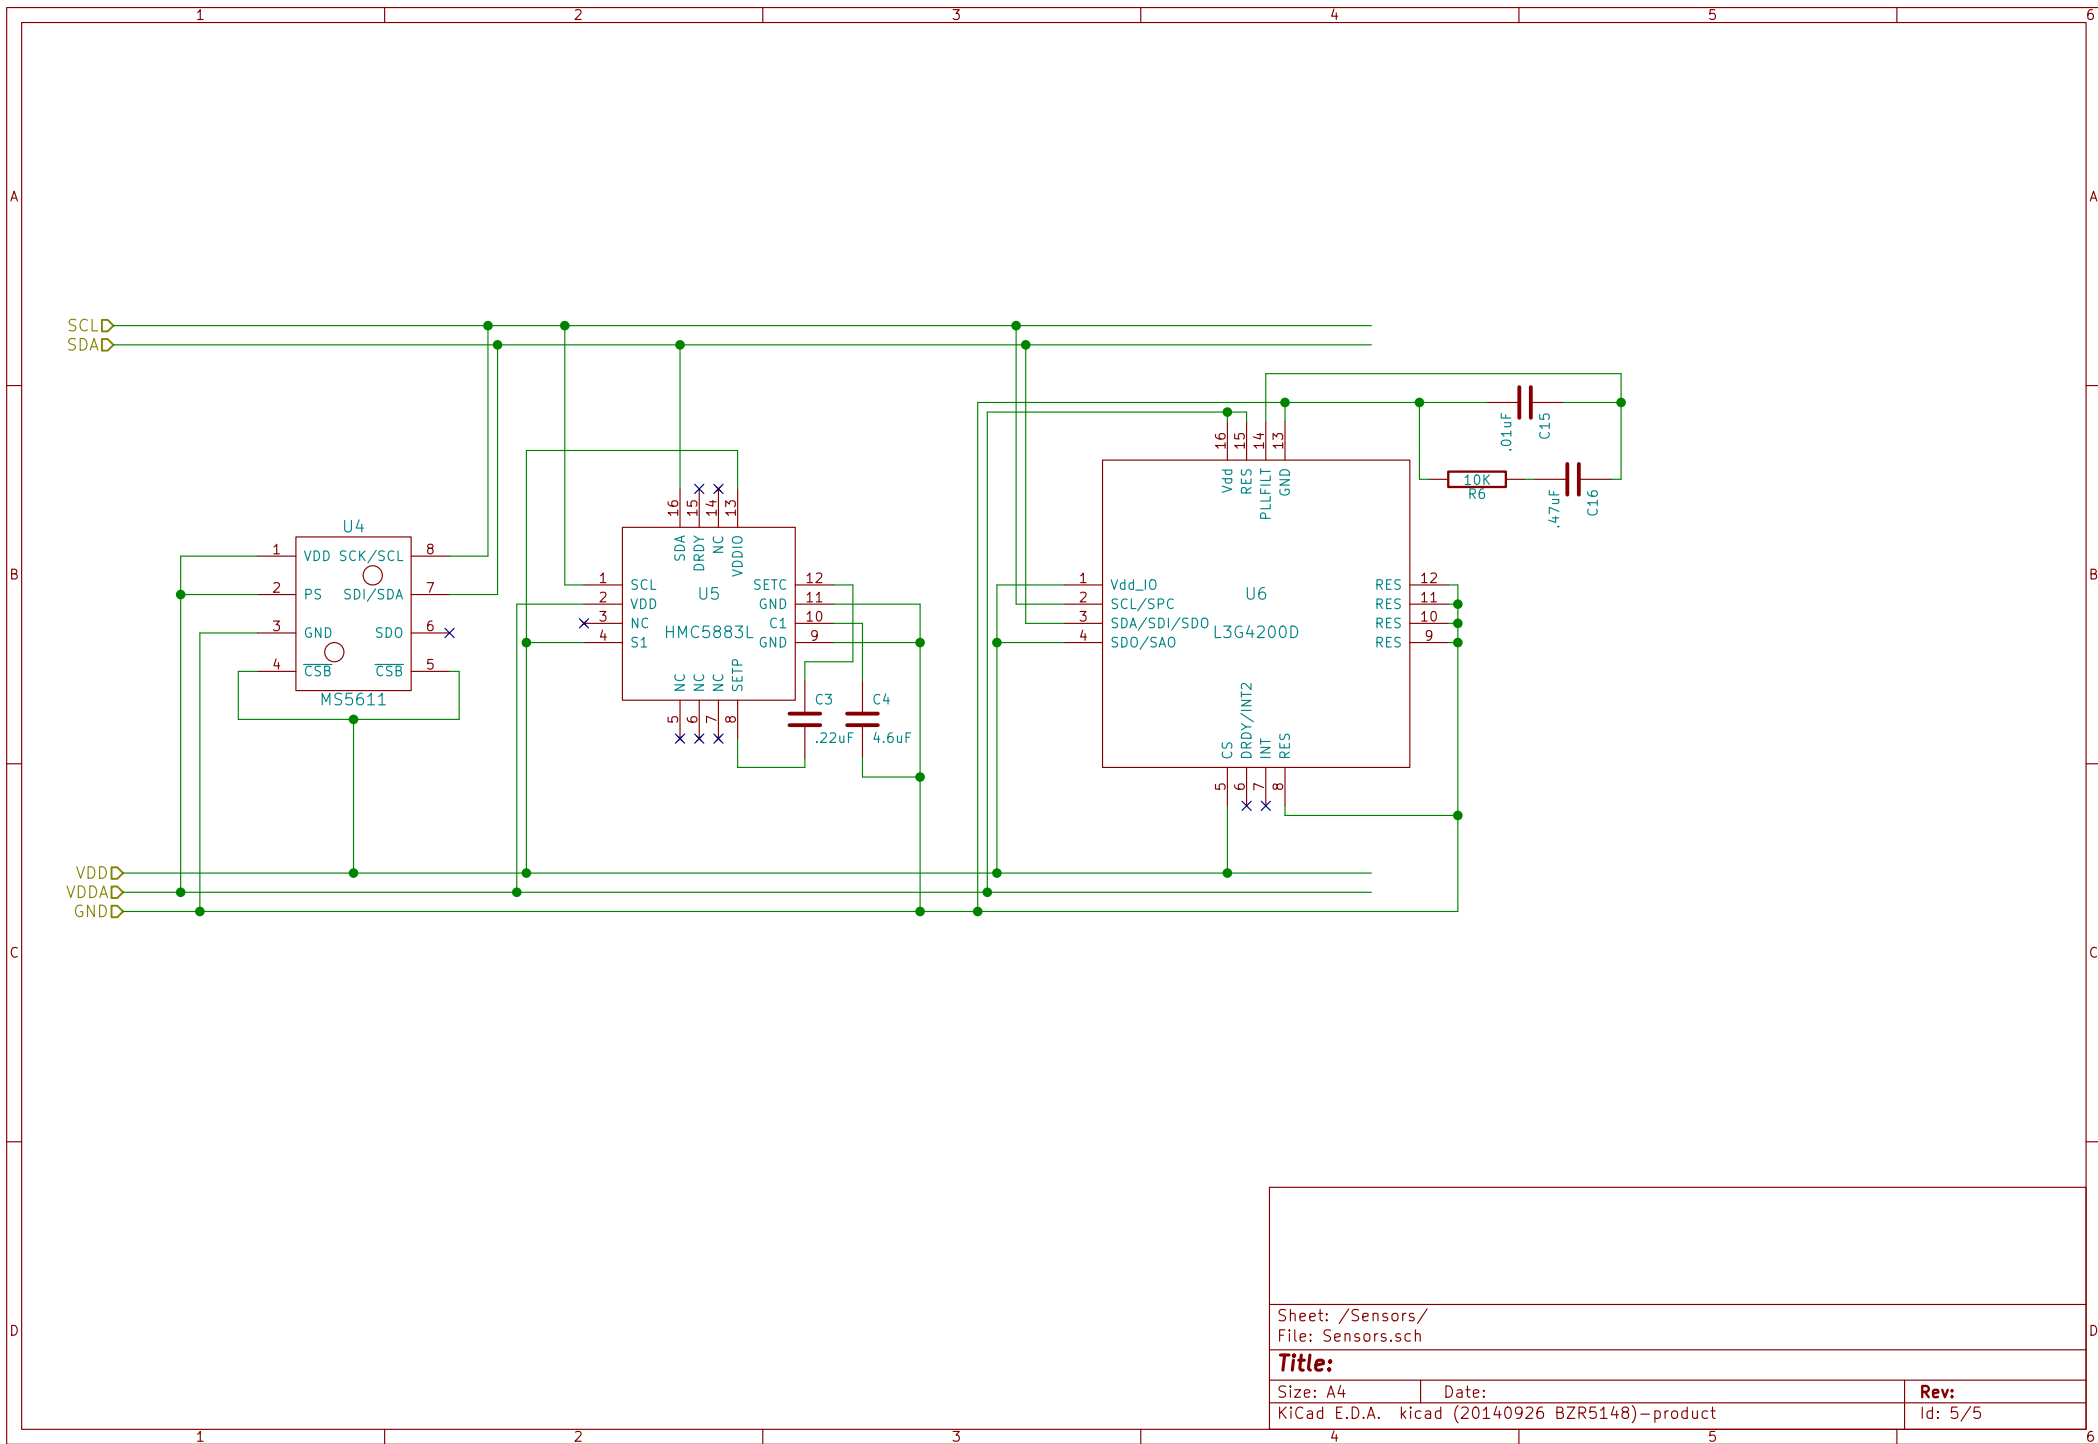 1 2 3 4 5 6
A A
SCL
SDA
B B
U4
1 VDD SCK/SCL 8
2 PS SDI/SDA 7
3 GND SDO 6
4 CSB CSB 5
MS5611
16 15 14 13
SDA DRDY NC VDDIO
1 SCL SETC 12
2 VDD U5 GND 11
3 NC HMC5883L C1 10
4 S1 GND 9
NC NC NC SETP
5 6 7 8
C3
.22uF
C4
4.6uF
16 15 14 13
Vdd RES PLLFILT GND
1 Vdd_IO U6 RES 12
2 SCL/SPC RES 11
3 SDA/SDI/SDO L3G4200D RES 10
4 SDO/SAO RES 9
CS DRDY/INT2 INT RES
5 6 7 8
.01uF
C15
10K
R6
.47uF
C16
VDD
VDDA
GND
C C
D D
Sheet: /Sensors/
File: Sensors.sch
Title:
Size: A4 Date: Rev:
KiCad E.D.A. kicad (20140926 BZR5148)-product Id: 5/5
1 2 3 4 5 6